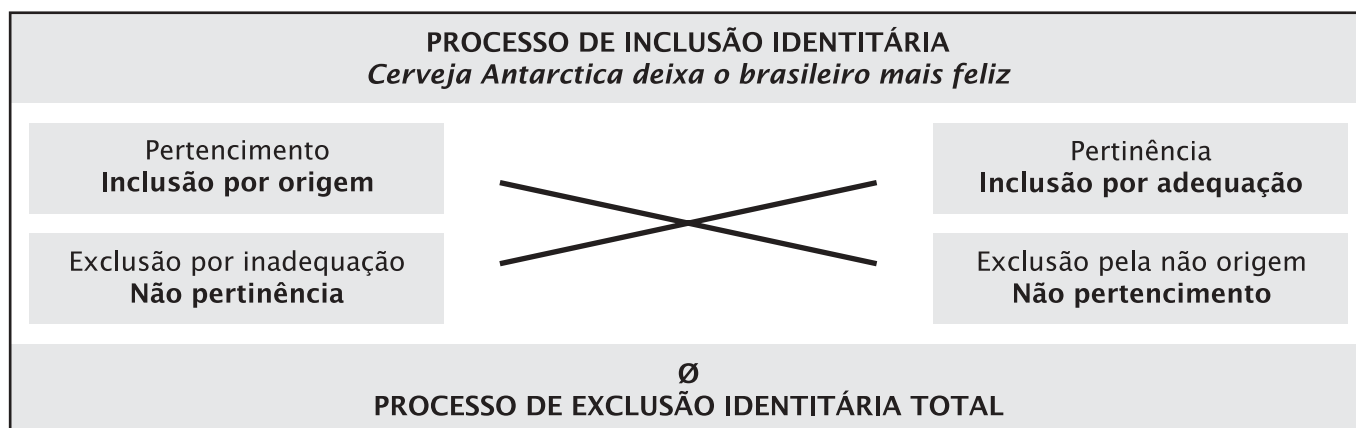 PROCESSO DE INCLUSÃO IDENTITÁRIA
Cerveja Antarctica deixa o brasileiro mais feliz
Pertencimento
Inclusão por origem
Pertinência
Inclusão por adequação
Exclusão por inadequação
Não pertinência
Exclusão pela não origem
Não pertencimento
Ø
PROCESSO DE EXCLUSÃO IDENTITÁRIA TOTAL